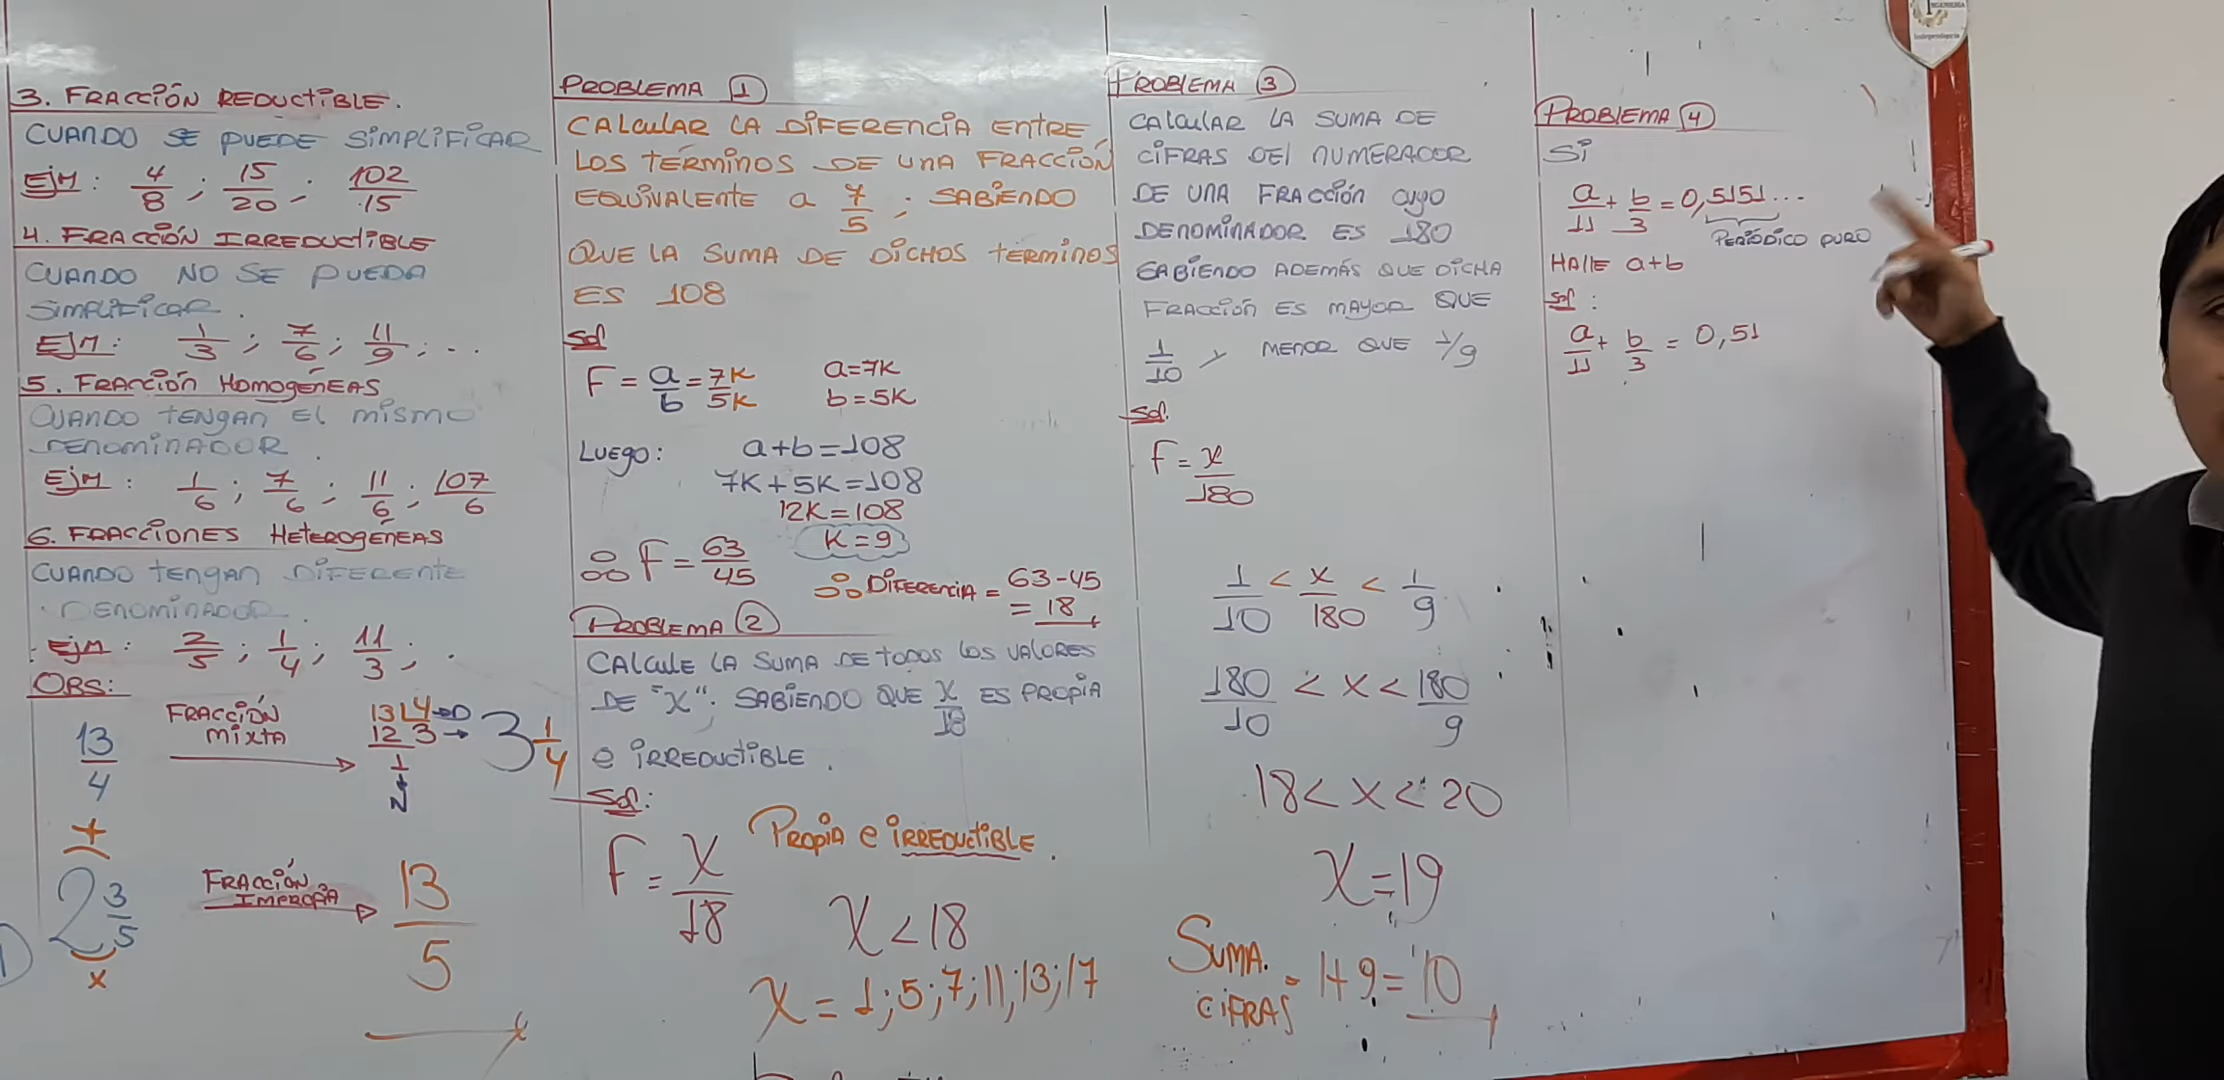 3. FRACCIÓN REDUCTIBLE.
CUANDO SE PUEDE SIMPLIFICAR
EJM: 4/8 ; 15/20 ; 102/15
4. FRACCIÓN IRREDUCTIBLE
CUANDO NO SE PUEDA
SIMPLIFICAR.
EJM: 1/3 ; 7/6 ; 11/9 ; ...
5. FRACCIÓN HOMOGÉNEAS
CUANDO TENGAN EL MISMO
DENOMINADOR.
EJM: 1/6 ; 7/6 ; 11/6 ; 107/6
6. FRACCIONES HETEROGÉNEAS
CUANDO TENGAN DIFERENTE
DENOMINADOR.
EJM: 2/5 ; 1/4 ; 11/3 ; .
OBS:
13/4
FRACCIÓN
MIXTA
13 4 → D
12 3 →
1
N
3 1/4
+
2 3/5
x
FRACCIÓN
IMPROPIA
13/5
PROBLEMA 1
CALCULAR LA DIFERENCIA ENTRE
LOS TÉRMINOS DE UNA FRACCIÓN
EQUIVALENTE A 7/5 ; SABIENDO
QUE LA SUMA DE DICHOS TÉRMINOS
ES 108
Sol
F = a/b = 7K/5K
a=7K
b=5K
LUEGO: a+b=108
7K+5K=108
12K=108
K=9
∴ F = 63/45
∴ DIFERENCIA = 63-45
= 18
PROBLEMA 2
CALCULE LA SUMA DE TODOS LOS VALORES
DE "X"; SABIENDO QUE X/18 ES PROPIA
e IRREDUCTIBLE.
Sol:
F = X/18
PROPIA e IRREDUCTIBLE.
X < 18
X = 1;5;7;11;13;17
PROBLEMA 3
CALCULAR LA SUMA DE
CIFRAS DEL NUMERADOR
DE UNA FRACCIÓN CUYO
DENOMINADOR ES 180
SABIENDO ADEMÁS QUE DICHA
FRACCIÓN ES MAYOR QUE
1/10 Y MENOR QUE 1/9
Sol.
F = X/180
1/10 < X/180 < 1/9
180/10 < X < 180/9
18 < X < 20
X=19
SUMA.
CIFRAS = 1+9=10
PROBLEMA 4
Si
a/11 + b/3 = 0,5151...
PERIÓDICO PURO
HALLE a+b
Sol:
a/11 + b/3 = 0,51